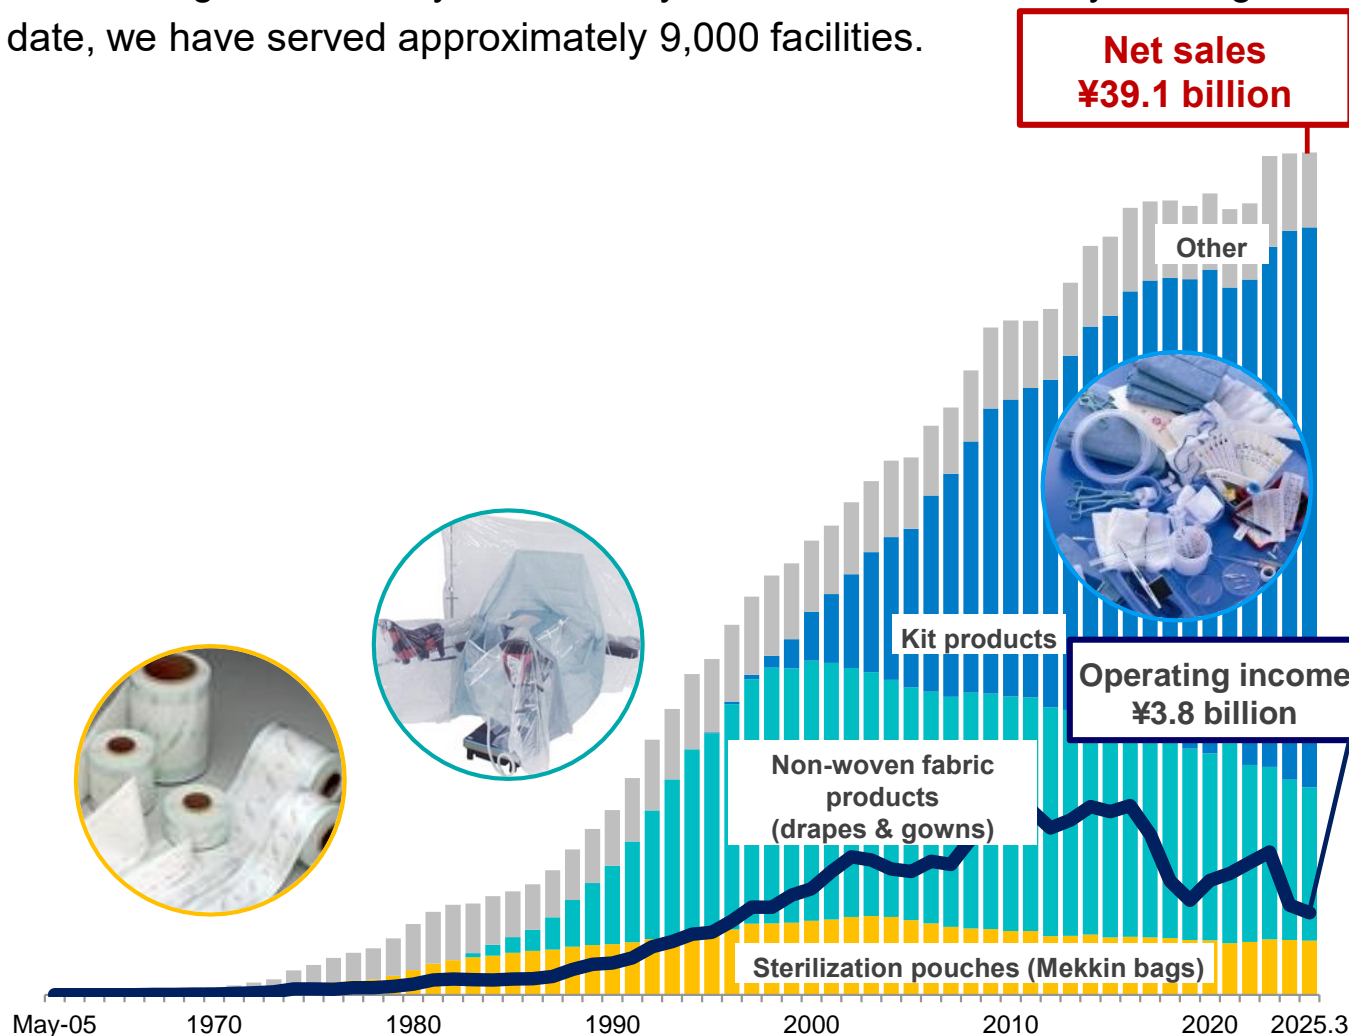 date, we have served approximately 9,000 facilities.
Net sales
¥39.1 billion
Other
Kit products
Operating income
¥3.8 billion
Non-woven fabric
products
(drapes & gowns)
Sterilization pouches (Mekkin bags)
May-05 1970 1980 1990 2000 2010 2020 2025.3